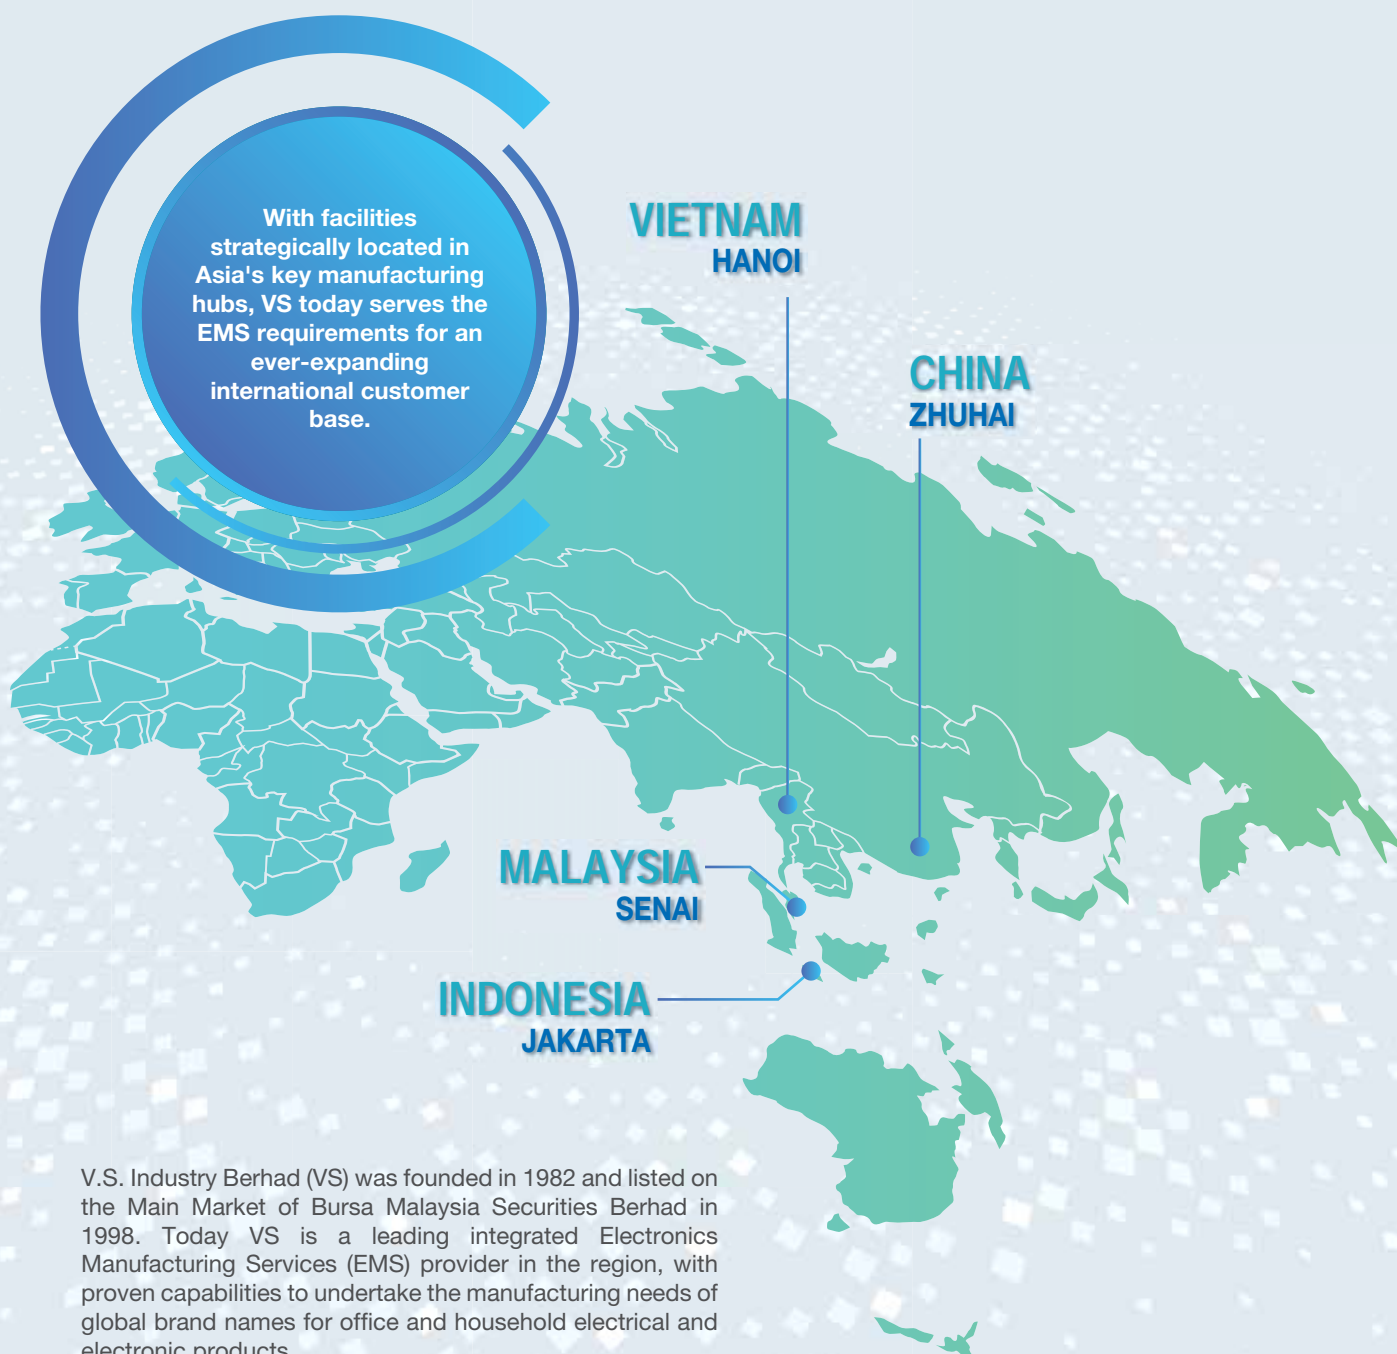 With facilities
strategically located in
Asia's key manufacturing
hubs, VS today serves the
EMS requirements for an
ever-expanding
international customer
base.
VIETNAM
HANOI
CHINA
ZHUHAI
MALAYSIA
SENAI
INDONESIA
JAKARTA
V.S. Industry Berhad (VS) was founded in 1982 and listed on
the Main Market of Bursa Malaysia Securities Berhad in
1998. Today VS is a leading integrated Electronics
Manufacturing Services (EMS) provider in the region, with
proven capabilities to undertake the manufacturing needs of
global brand names for office and household electrical and
electronic products.